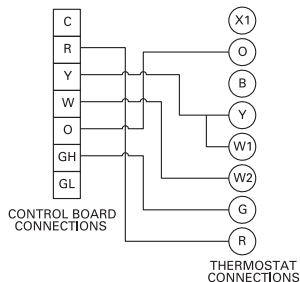 C
R
Y
W
O
GH
GL
CONTROL BOARD
CONNECTIONS
X1
O
B
Y
W1
W2
G
R
THERMOSTAT
CONNECTIONS